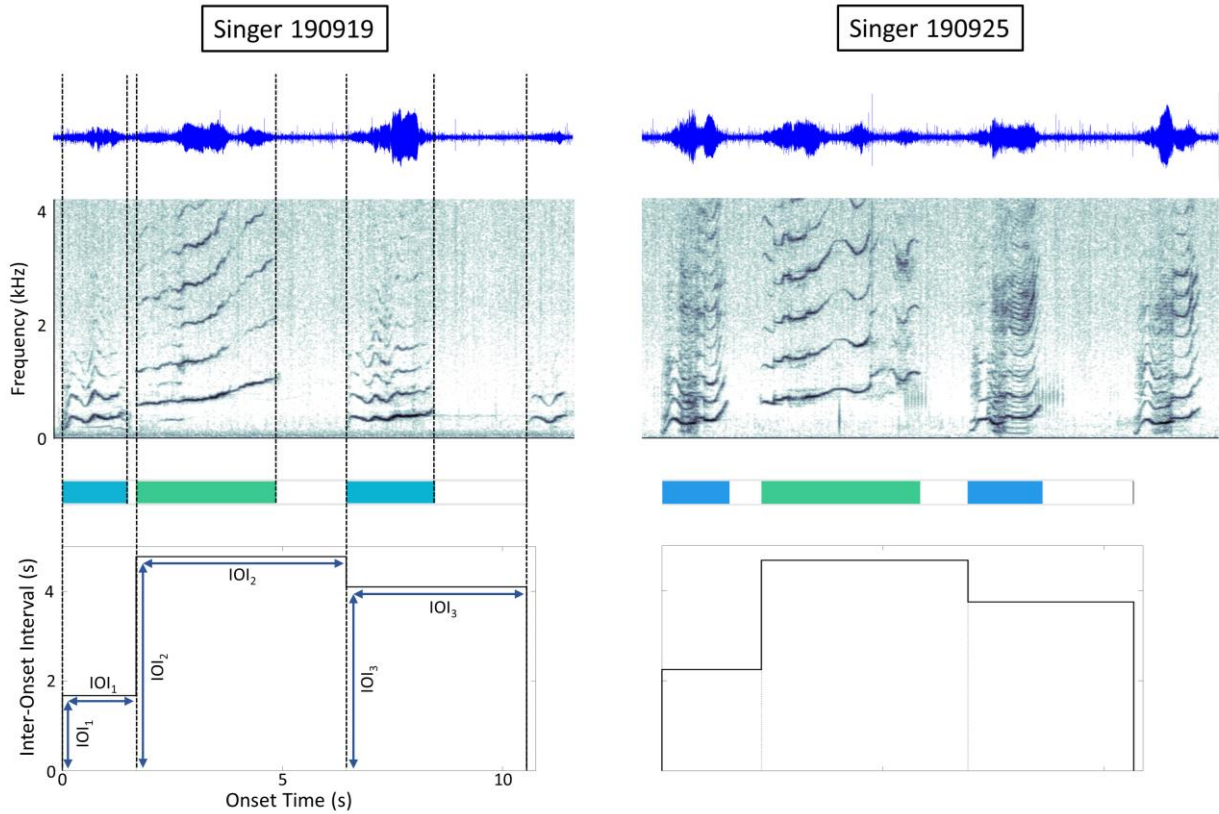 Singer 190919
Singer 190925
Frequency (kHz)
4
2
0
Inter-Onset Interval (s)
4
2
0
IOI₁
IOI₁
IOI₂
IOI₂
IOI₃
IOI₃
0
5
10
Onset Time (s)